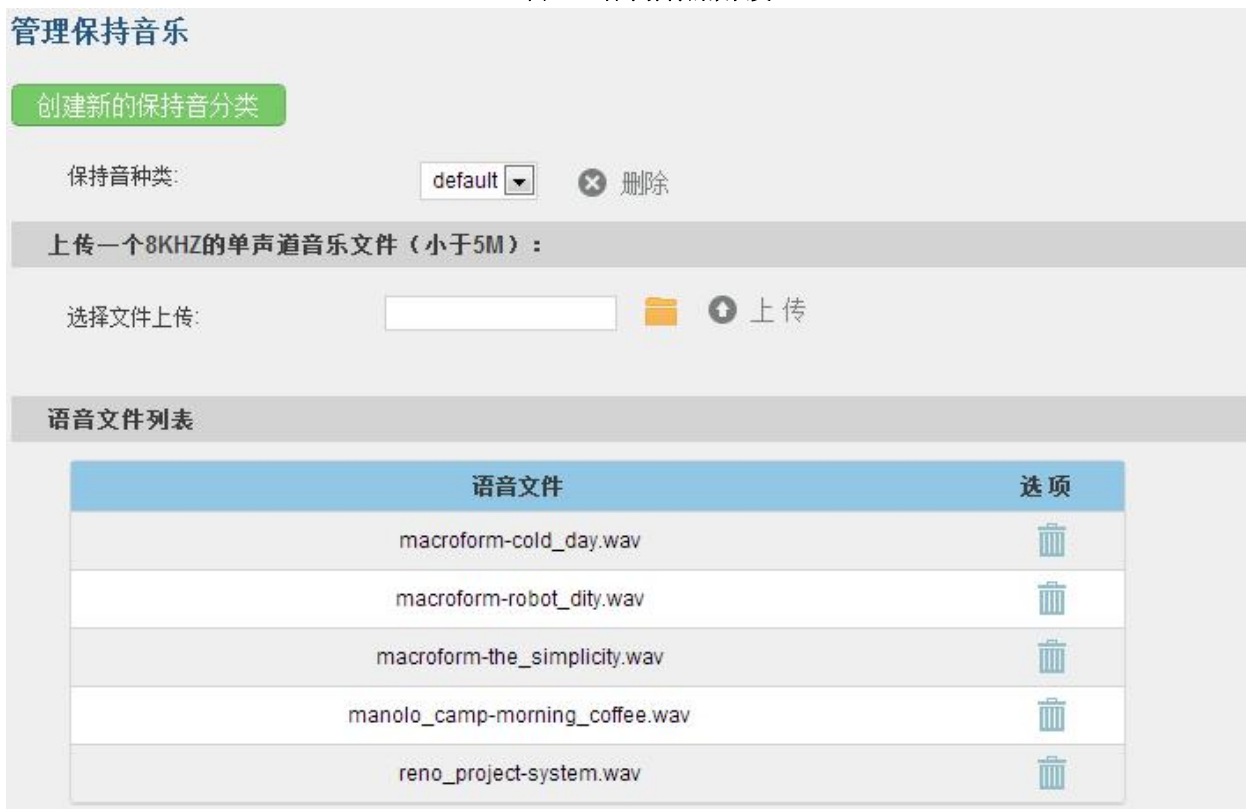 管理保持音乐
创建新的保持音分类
保持音种类: default 删除
上传一个8KHZ的单声道音乐文件（小于5M）:
选择文件上传: 上传
语音文件列表
语音文件 选项
macroform-cold_day.wav
macroform-robot_dity.wav
macroform-the_simplicity.wav
manolo_camp-morning_coffee.wav
reno_project-system.wav